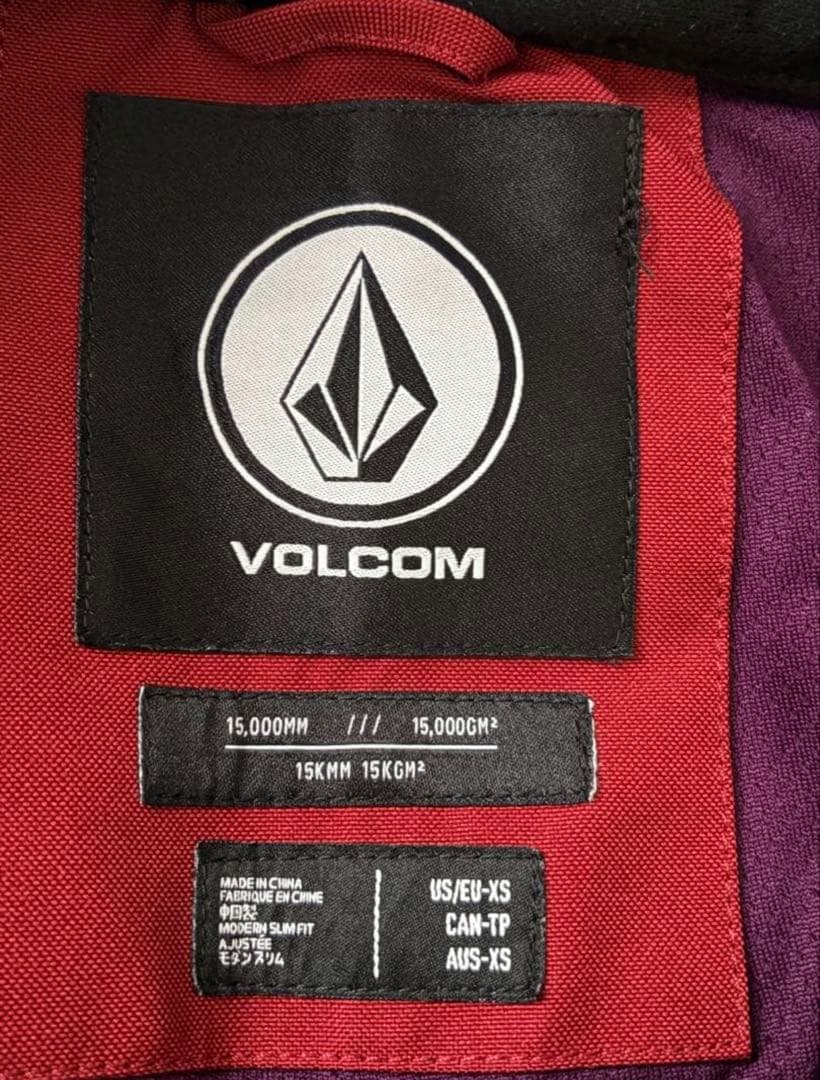 VOLCOM
15,000MM /// 15,000GM²
15KMM 15KGM²
MADE IN CHINA
FABRIQUE EN CHINE
中国製
MODERN SLIM FIT
AJUSTÉE
モダンスリム
US/EU-XS
CAN-TP
AUS-XS